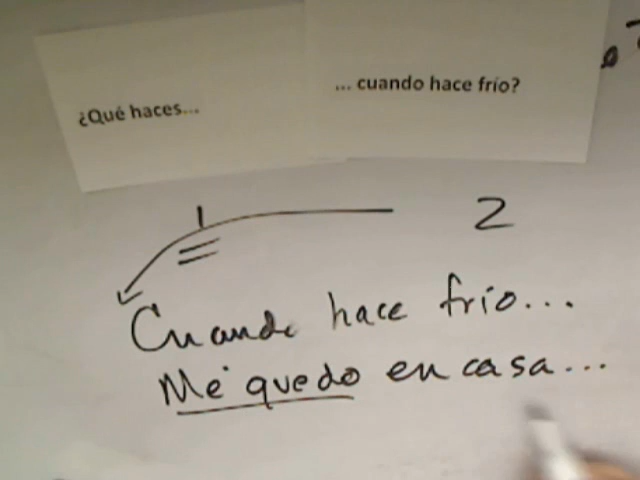 ¿Qué haces...
... cuando hace frío?
1 2
Cuando hace frío...
Me quedo en casa...